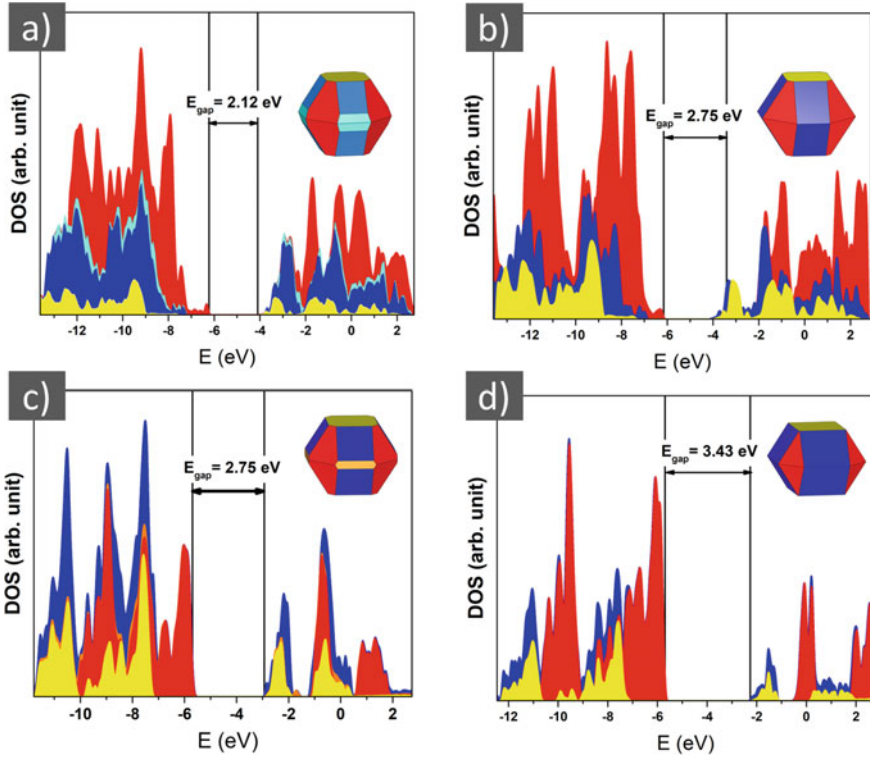 a)
DOS (arb. unit)
E_gap = 2.12 eV
-12 -10 -8 -6 -4 -2 0 2
E (eV)
b)
DOS (arb. unit)
E_gap = 2.75 eV
-12 -10 -8 -6 -4 -2 0 2
E (eV)
c)
DOS (arb. unit)
E_gap = 2.75 eV
-10 -8 -6 -4 -2 0 2
E (eV)
d)
DOS (arb. unit)
E_gap = 3.43 eV
-12 -10 -8 -6 -4 -2 0 2
E (eV)